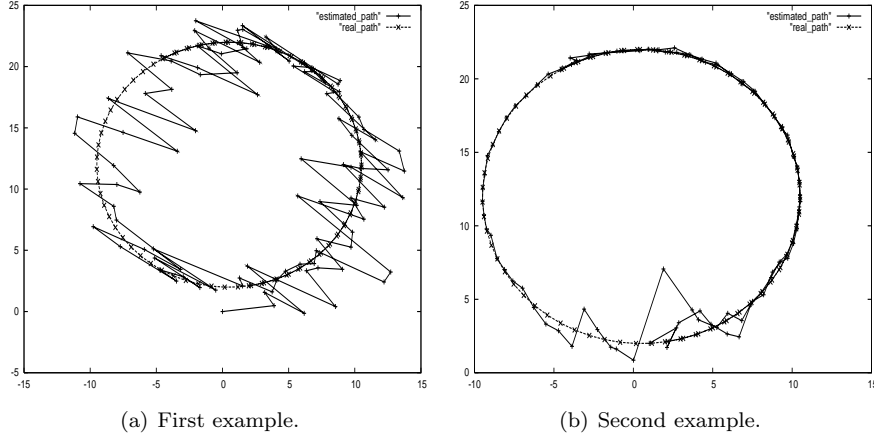 25
20
15
10
5
0
-5
-15 -10 -5 0 5 10 15
"estimated_path"
"real_path"
25
20
15
10
5
0
-10 -5 0 5 10 15
"estimated_path"
"real_path"
(a) First example.
(b) Second example.